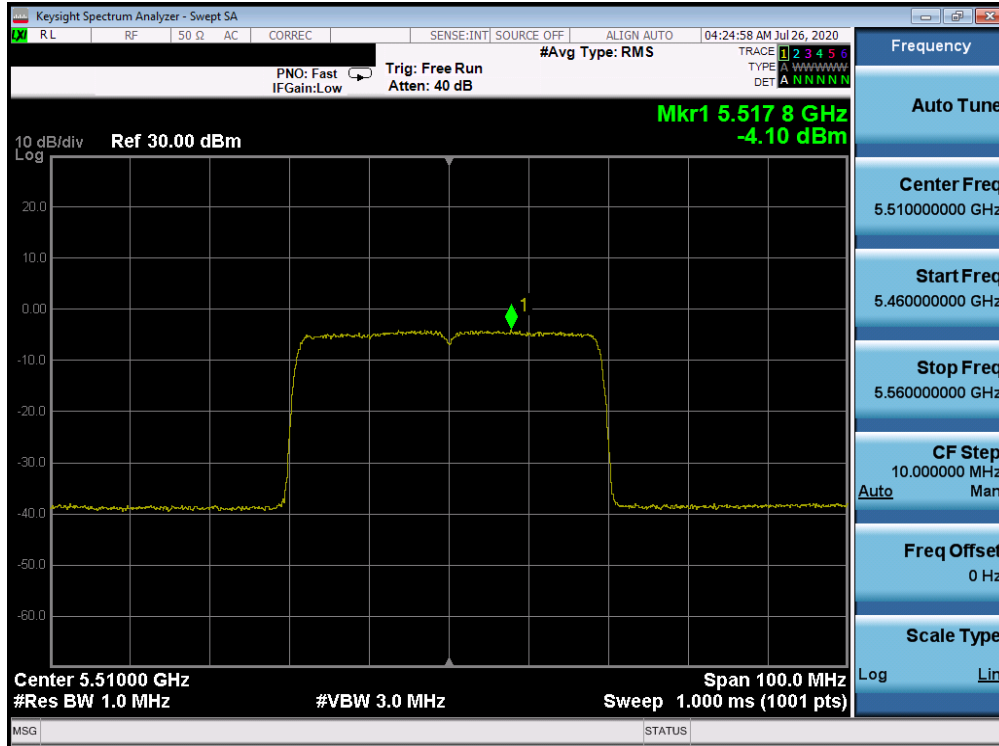 Keysight Spectrum Analyzer - Swept SA
LXI RL RF 50 Ω AC CORREC SENSE:INT SOURCE OFF ALIGN AUTO 04:24:58 AM Jul 26, 2020
#Avg Type: RMS
TRACE 1 2 3 4 5 6
PNO: Fast Trig: Free Run
TYPE A WWWWW
IFGain:Low Atten: 40 dB
DET A N N N N N
Mkr1 5.517 8 GHz
-4.10 dBm
10 dB/div Ref 30.00 dBm
Log
20.0
10.0
0.00
1
-10.0
-20.0
-30.0
-40.0
-50.0
-60.0
Center 5.51000 GHz Span 100.0 MHz
#Res BW 1.0 MHz #VBW 3.0 MHz Sweep 1.000 ms (1001 pts)
MSG STATUS
Frequency
Auto Tune
Center Freq
5.510000000 GHz
Start Freq
5.460000000 GHz
Stop Freq
5.560000000 GHz
CF Step
10.000000 MHz
Auto Man
Freq Offset
0 Hz
Scale Type
Log Lin